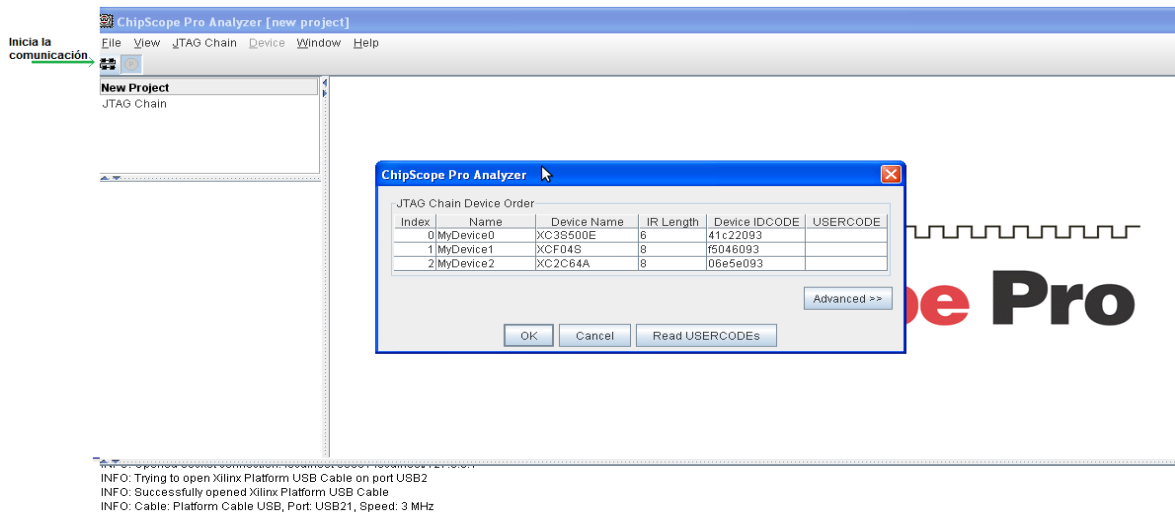 ChipScope Pro Analyzer [new project]
Inicia la
comunicación
File View JTAG Chain Device Window Help
New Project
JTAG Chain
ChipScope Pro Analyzer
JTAG Chain Device Order
Index Name Device Name IR Length Device IDCODE USERCODE
0 MyDevice0 XC3S500E 6 41c22093
1 MyDevice1 XCF04S 8 f5046093
2 MyDevice2 XC2C64A 8 06e5e093
Advanced >>
OK Cancel Read USERCODEs
Pro
INFO: Trying to open Xilinx Platform USB Cable on port USB2
INFO: Successfully opened Xilinx Platform USB Cable
INFO: Cable: Platform Cable USB, Port: USB21, Speed: 3 MHz